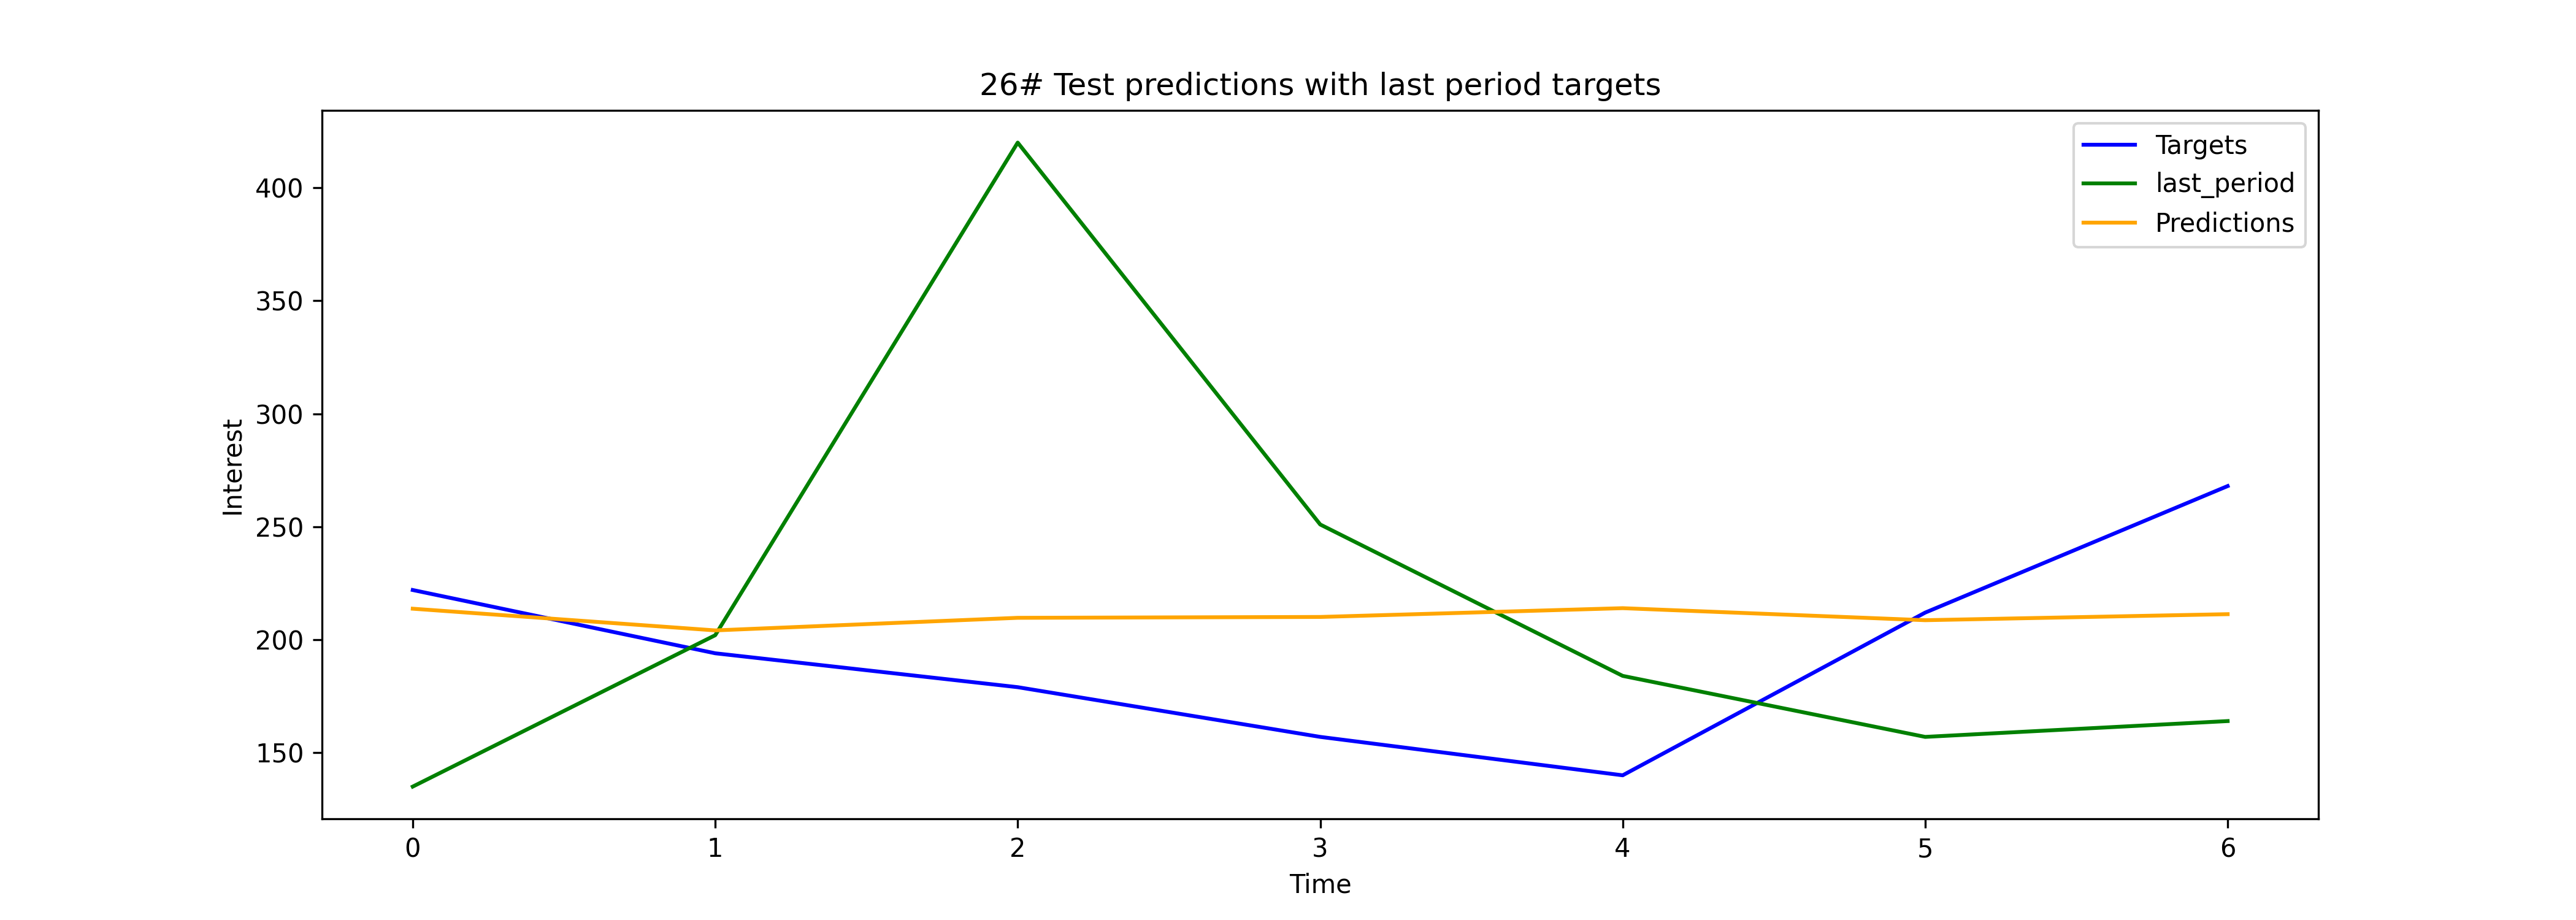 26# Test predictions with last period targets
Targets
last_period
Predictions
Interest
400
350
300
250
200
150
0 1 2 3 4 5 6
Time